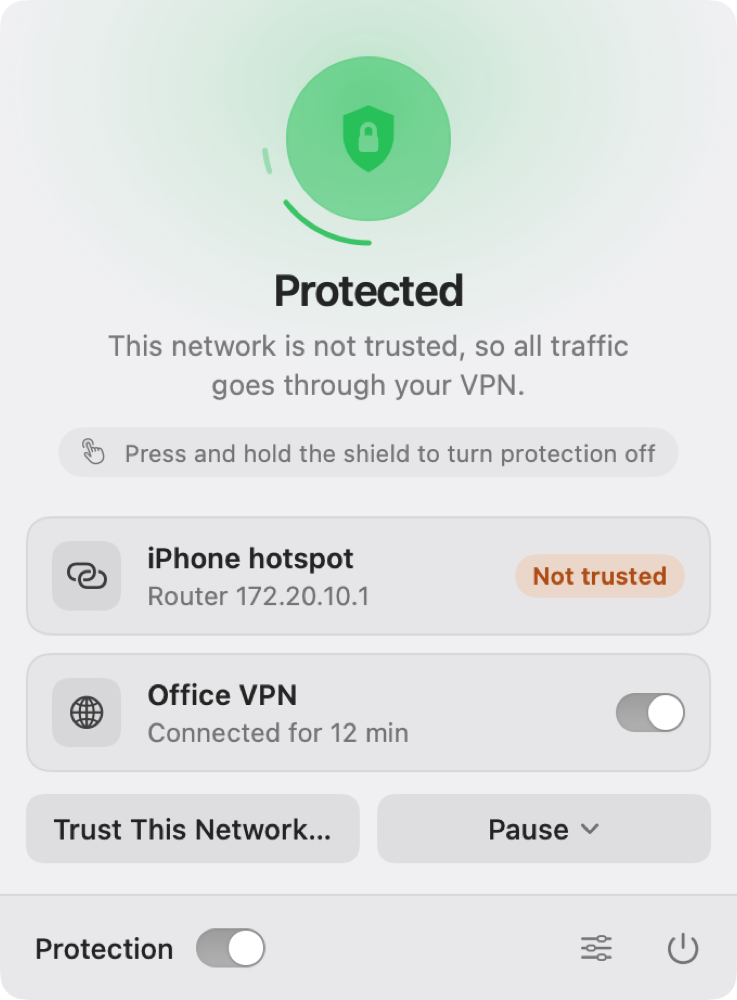 Protected
This network is not trusted, so all traffic
goes through your VPN.
Press and hold the shield to turn protection off
iPhone hotspot
Router 172.20.10.1
Not trusted
Office VPN
Connected for 12 min
Trust This Network...
Pause
Protection